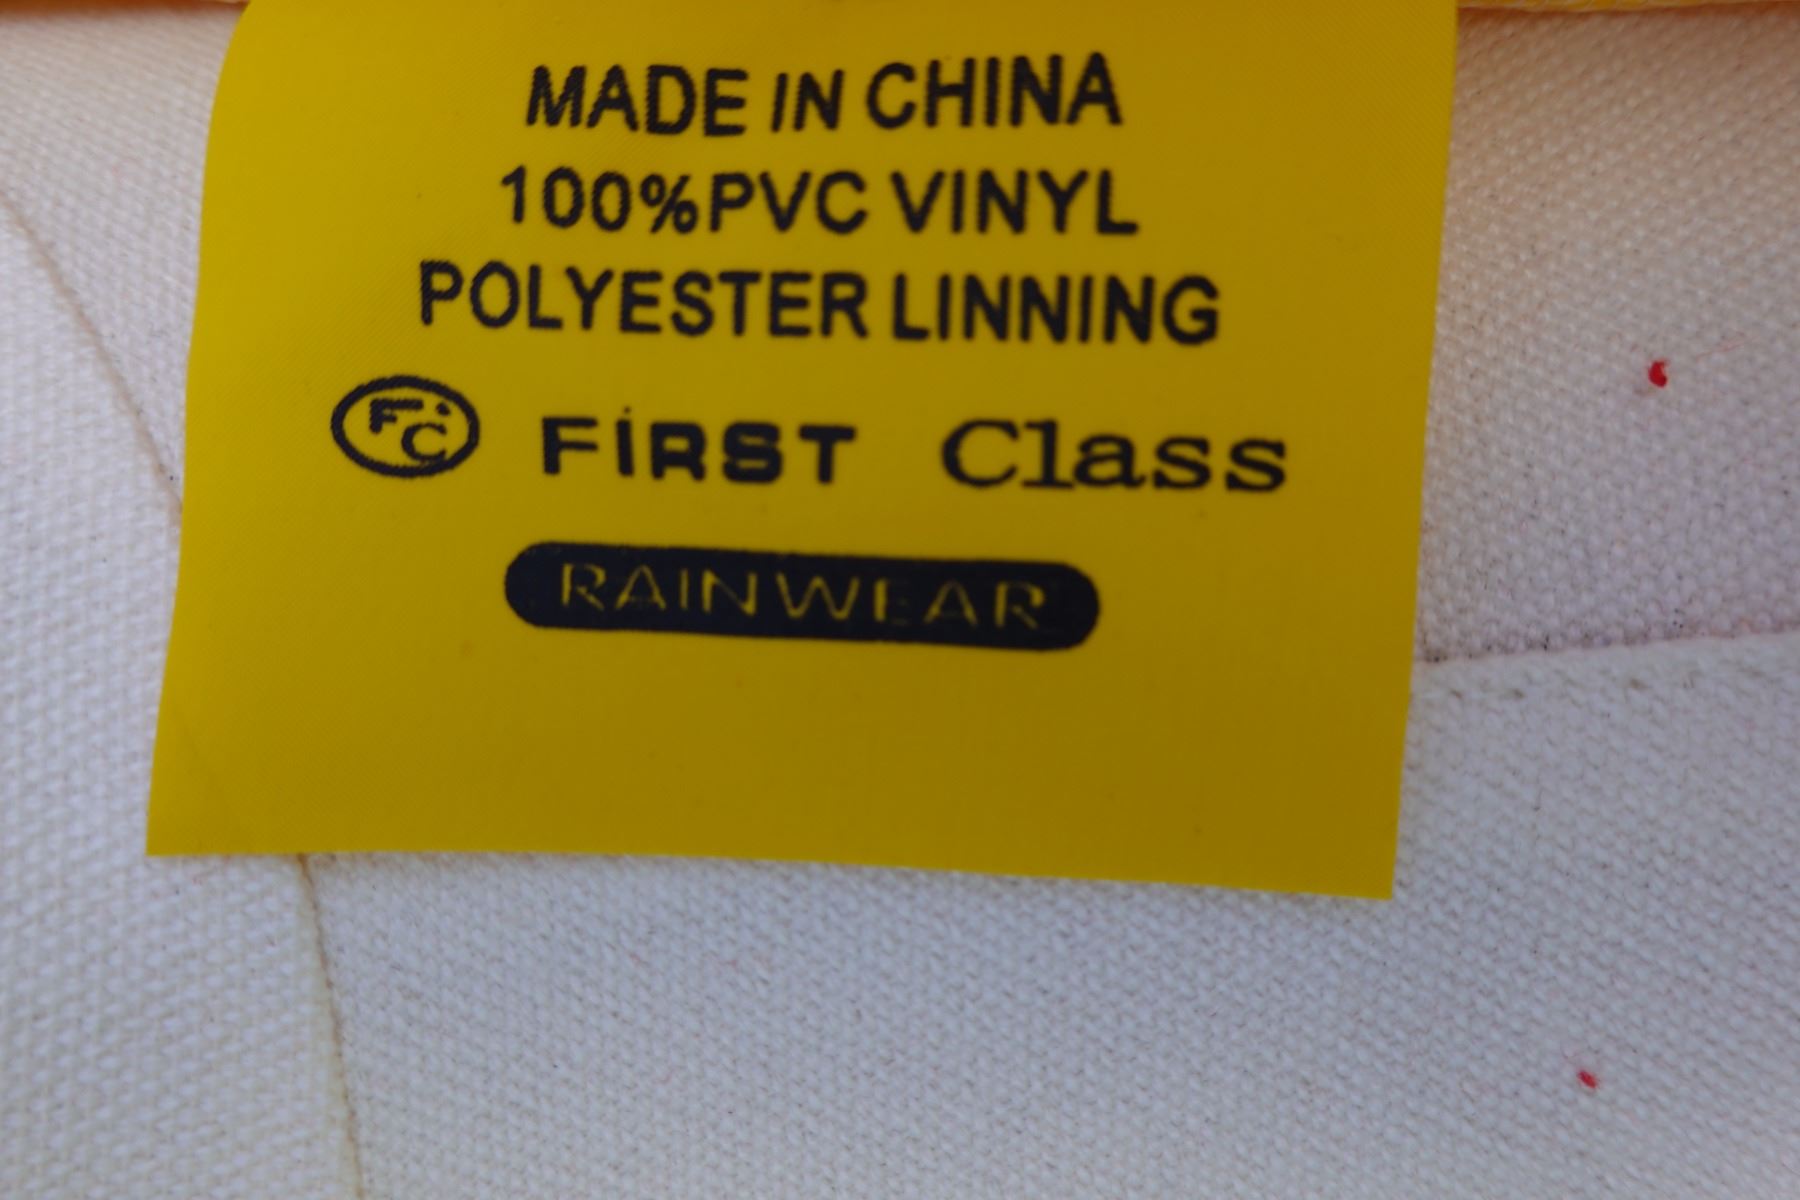 MADE IN CHINA
100%PVC VINYL
POLYESTER LINNING
FC FiRST Class
RAINWEAR